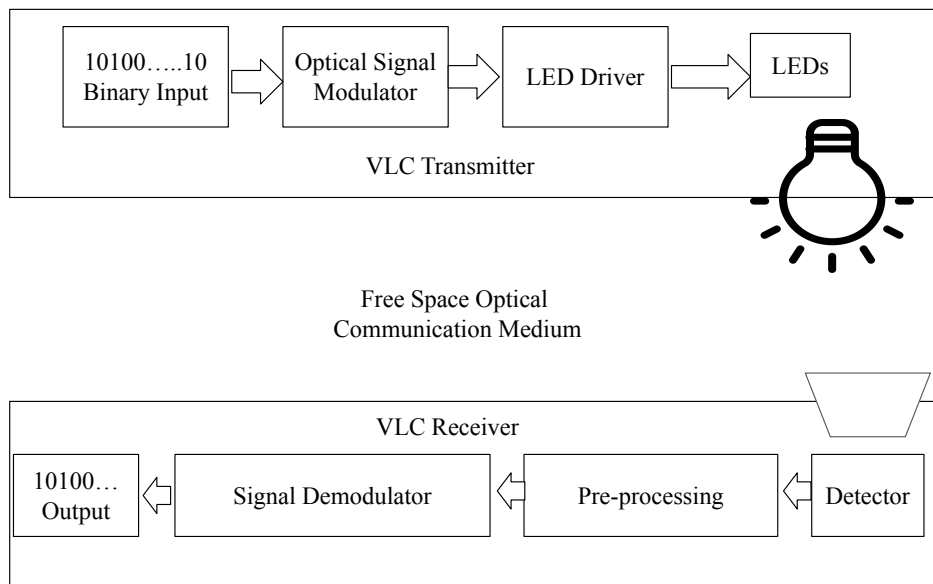 10100…..10
Binary Input
Optical Signal
Modulator
LED Driver
LEDs
VLC Transmitter
Free Space Optical
Communication Medium
VLC Receiver
10100…
Output
Signal Demodulator
Pre-processing
Detector